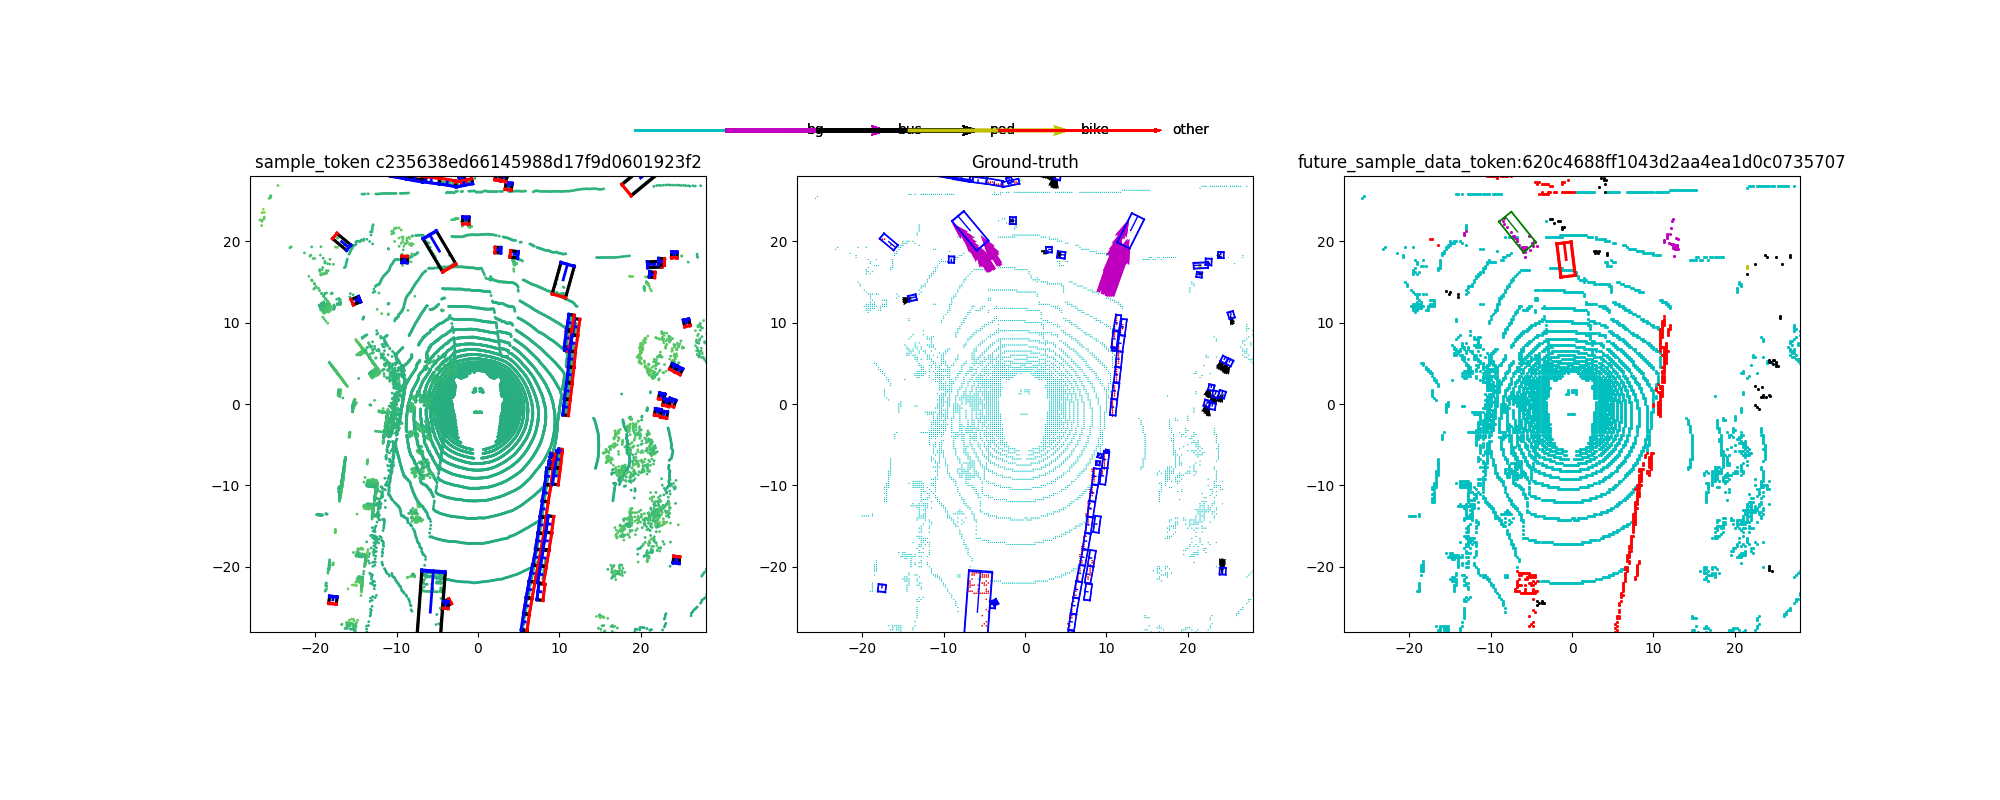 bg bus ped bike other
sample_token c235638ed66145988d17f9d0601923f2
Ground-truth
future_sample_data_token:620c4688ff1043d2aa4ea1d0c0735707
20
10
0
−10
−20
−20 −10 0 10 20
20
10
0
−10
−20
−20 −10 0 10 20
20
10
0
−10
−20
−20 −10 0 10 20